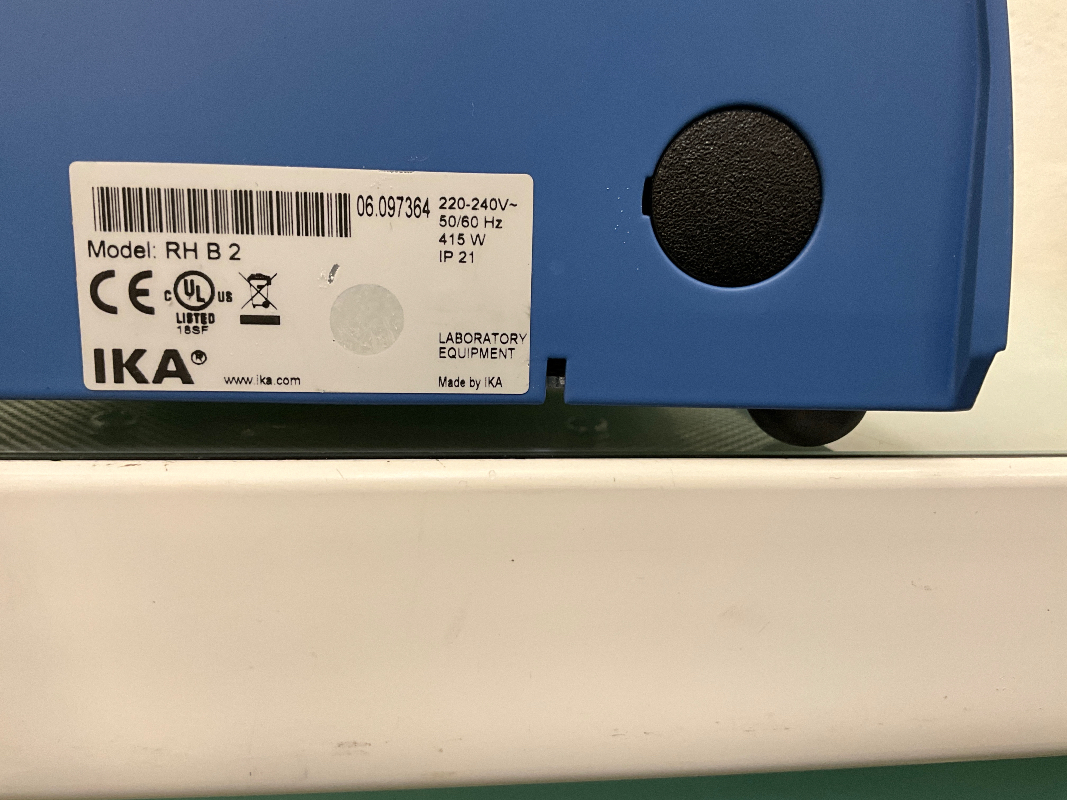 06.097364
220-240V~
50/60 Hz
415 W
IP 21
Model: RH B 2
CE
C UL US
LISTED
18SF
LABORATORY
EQUIPMENT
IKA®
www.ika.com
Made by IKA